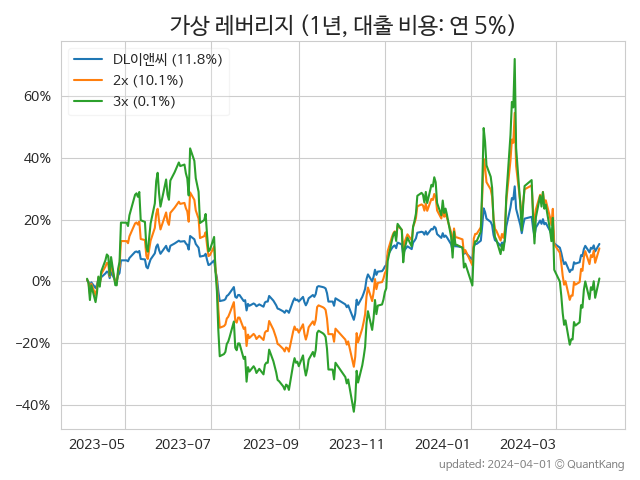 가상 레버리지 (1년, 대출 비용: 연 5%)
DL이앤씨 (11.8%)
2x (10.1%)
3x (0.1%)
60%
40%
20%
0%
−20%
−40%
2023-05 2023-07 2023-09 2023-11 2024-01 2024-03
updated: 2024-04-01 © QuantKang